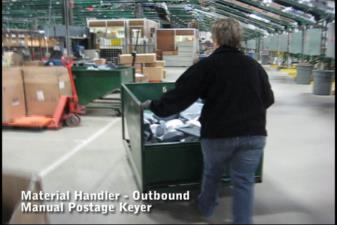 Material Handler - Outbound
Manual Postage Keyer